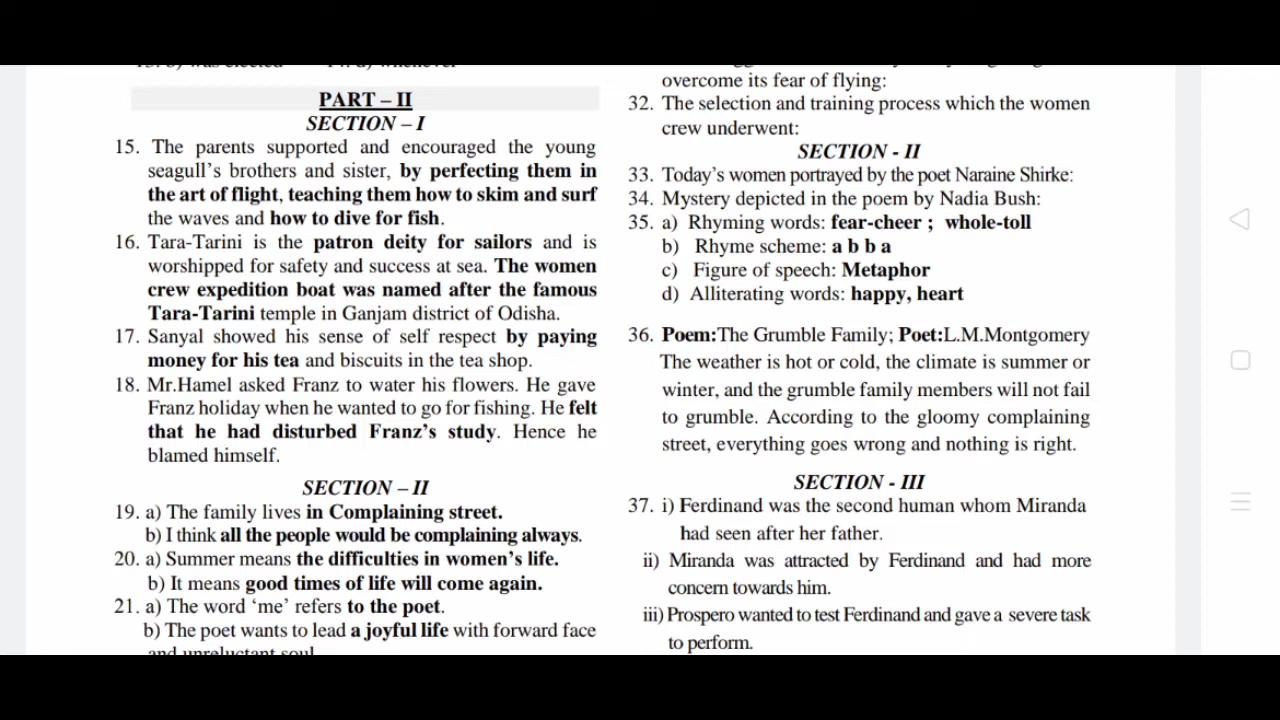 PART – II
SECTION – I
15. The parents supported and encouraged the young
seagull's brothers and sister, by perfecting them in
the art of flight, teaching them how to skim and surf
the waves and how to dive for fish.
16. Tara-Tarini is the patron deity for sailors and is
worshipped for safety and success at sea. The women
crew expedition boat was named after the famous
Tara-Tarini temple in Ganjam district of Odisha.
17. Sanyal showed his sense of self respect by paying
money for his tea and biscuits in the tea shop.
18. Mr.Hamel asked Franz to water his flowers. He gave
Franz holiday when he wanted to go for fishing. He felt
that he had disturbed Franz's study. Hence he
blamed himself.
SECTION – II
19. a) The family lives in Complaining street.
b) I think all the people would be complaining always.
20. a) Summer means the difficulties in women's life.
b) It means good times of life will come again.
21. a) The word 'me' refers to the poet.
b) The poet wants to lead a joyful life with forward face
and unreluctant soul
overcome its fear of flying:
32. The selection and training process which the women
crew underwent:
SECTION - II
33. Today's women portrayed by the poet Naraine Shirke:
34. Mystery depicted in the poem by Nadia Bush:
35. a) Rhyming words: fear-cheer ; whole-toll
b) Rhyme scheme: a b b a
c) Figure of speech: Metaphor
d) Alliterating words: happy, heart
36. Poem:The Grumble Family; Poet:L.M.Montgomery
The weather is hot or cold, the climate is summer or
winter, and the grumble family members will not fail
to grumble. According to the gloomy complaining
street, everything goes wrong and nothing is right.
SECTION - III
37. i) Ferdinand was the second human whom Miranda
had seen after her father.
ii) Miranda was attracted by Ferdinand and had more
concern towards him.
iii) Prospero wanted to test Ferdinand and gave a severe task
to perform.